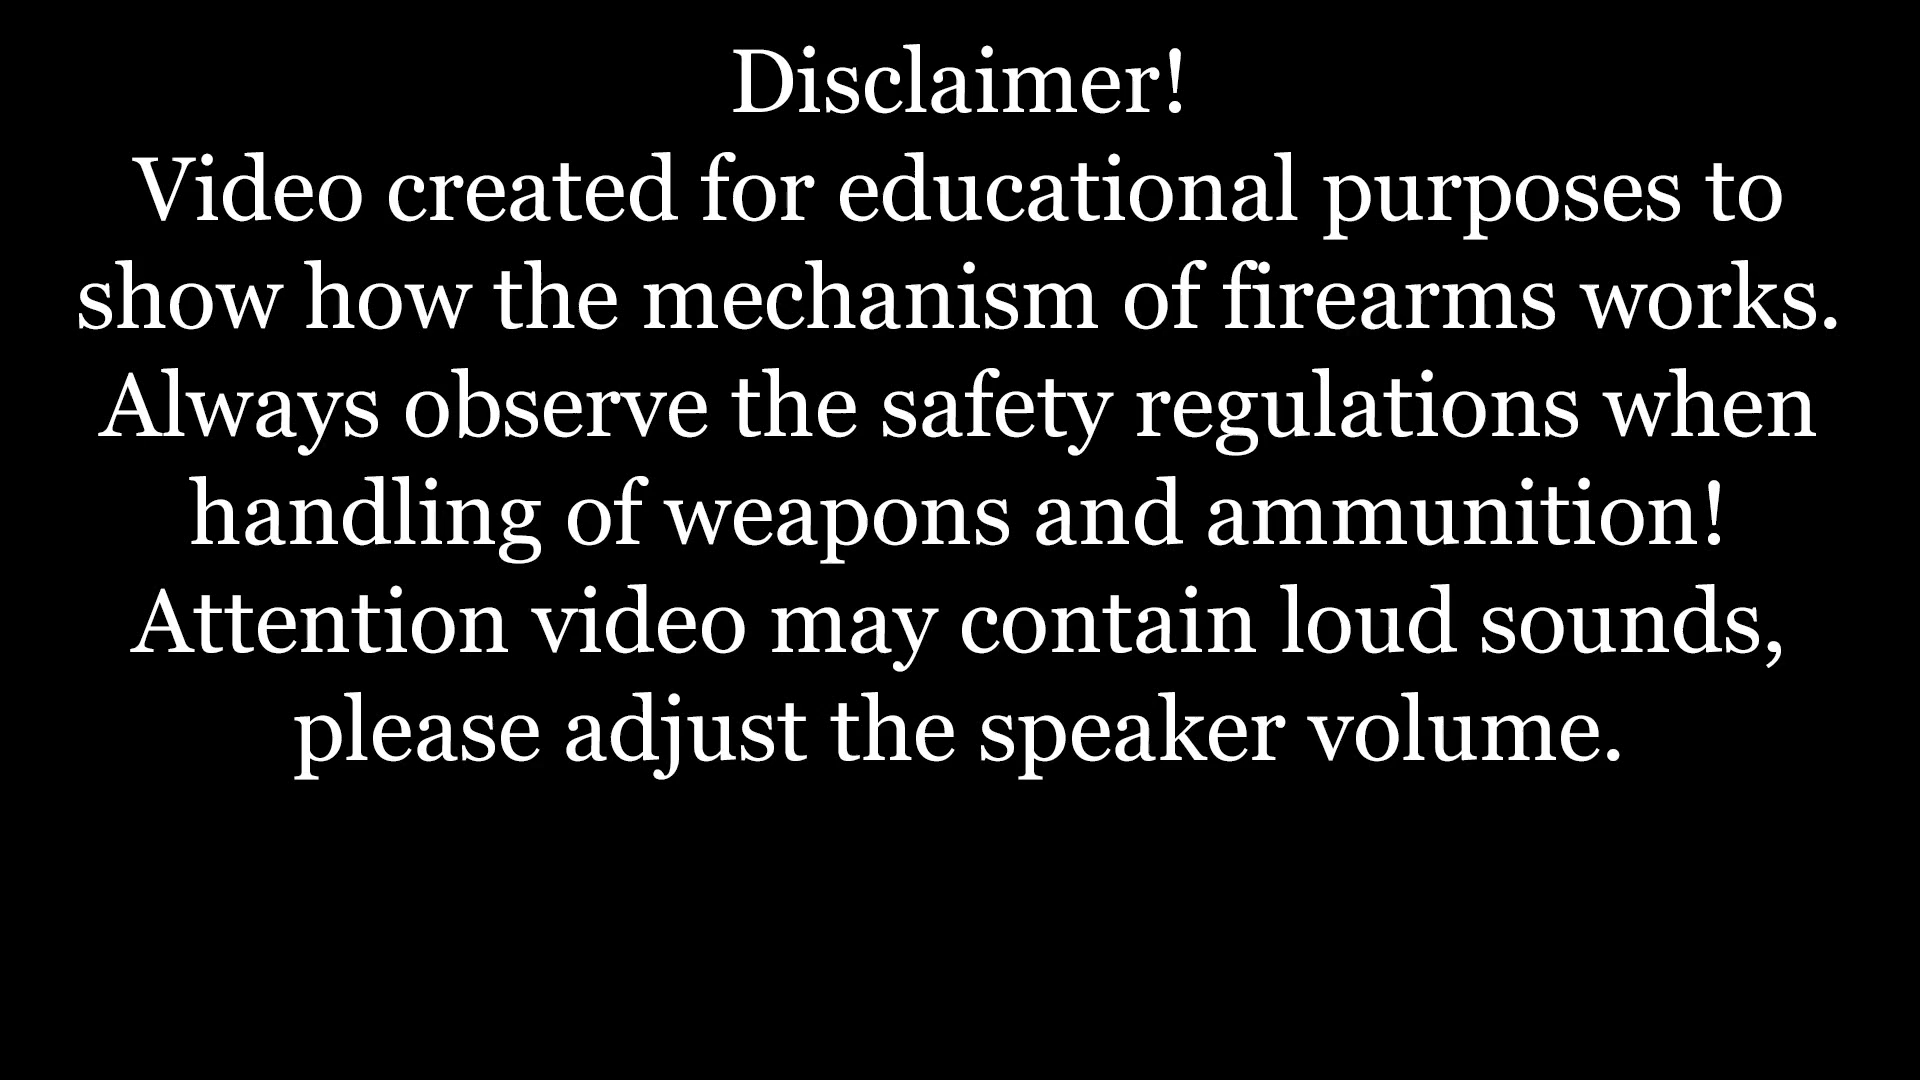 Disclaimer!
Video created for educational purposes to
show how the mechanism of firearms works.
Always observe the safety regulations when
handling of weapons and ammunition!
Attention video may contain loud sounds,
please adjust the speaker volume.